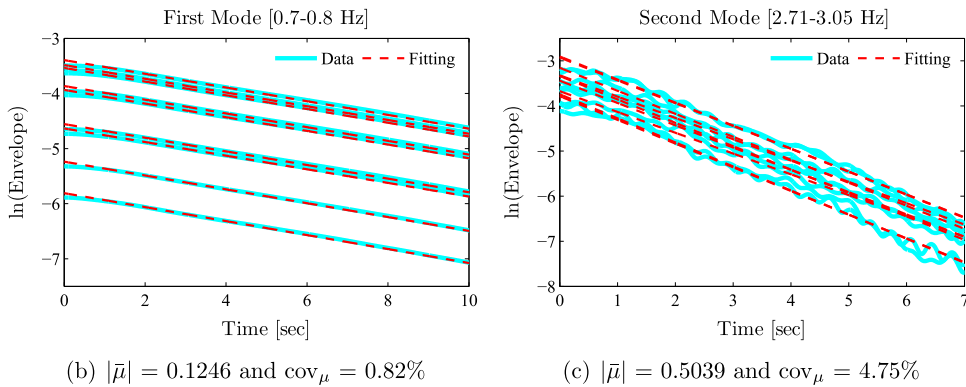 First Mode [0.7-0.8 Hz]
Data
Fitting
ln(Envelope)
−3
−4
−5
−6
−7
0 2 4 6 8 10
Time [sec]
(b) |μ̄| = 0.1246 and cov_μ = 0.82%
Second Mode [2.71-3.05 Hz]
Data
Fitting
ln(Envelope)
−3
−4
−5
−6
−7
−8
0 1 2 3 4 5 6 7
Time [sec]
(c) |μ̄| = 0.5039 and cov_μ = 4.75%